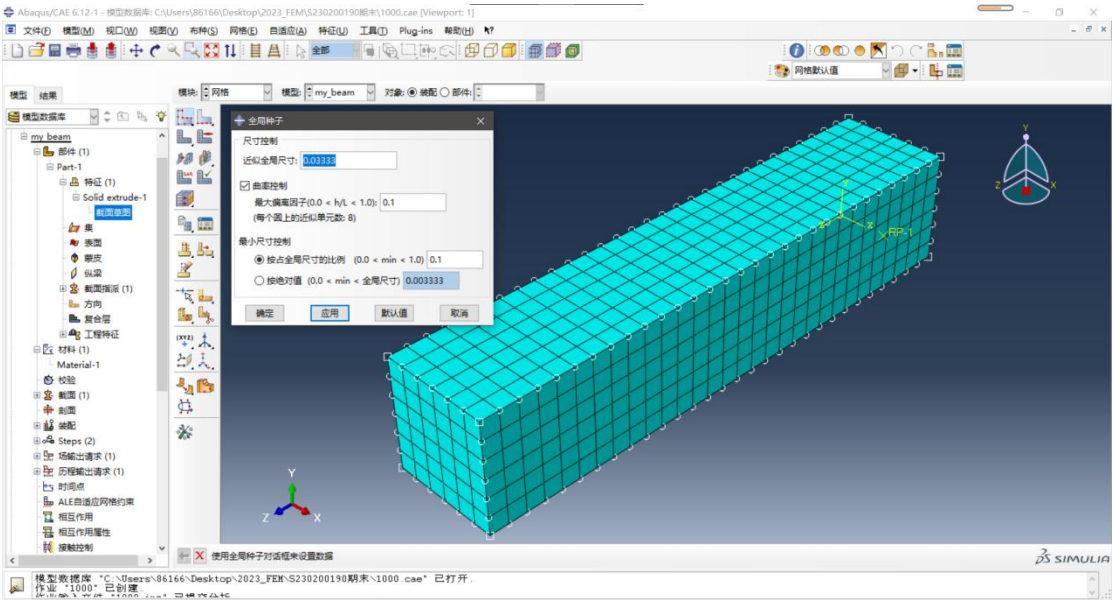 Abaqus/CAE 6.12-1 - 模型数据库: C:\Users\86166\Desktop\2023_FEM\S230200190期末\1000.cae [Viewport: 1]
文件(F) 模型(M) 视口(W) 视图(V) 布种(S) 网格(E) 自适应(A) 特征(U) 工具(T) Plug-ins 帮助(H)
全部
网格默认值
模型 结果
模块: 网格 模型: my_beam 对象: 装配 部件:
模型数据库
my_beam
部件 (1)
Part-1
特征 (1)
Solid extrude-1
截面草图
集
表面
蒙皮
纵梁
截面指派 (1)
方向
复合层
工程特征
材料 (1)
Material-1
校验
截面 (1)
剖面
装配
Steps (2)
场输出请求 (1)
历程输出请求 (1)
时间点
ALE自适应网格约束
相互作用
相互作用属性
接触控制
全局种子
尺寸控制
近似全局尺寸: 0.03333
曲率控制
最大偏离因子(0.0 < h/L < 1.0): 0.1
(每个圆上的近似单元数: 8)
最小尺寸控制
按占全局尺寸的比例 (0.0 < min < 1.0) 0.1
按绝对值 (0.0 < min < 全局尺寸) 0.003333
确定 应用 默认值 取消
Y
Z X
RP-1
Y
Z X
使用全局种子对话框来设置数据
SIMULIA
模型数据库 "C:\Users\86166\Desktop\2023_FEM\S230200190期末\1000.cae" 已打开.
作业 "1000" 已创建.